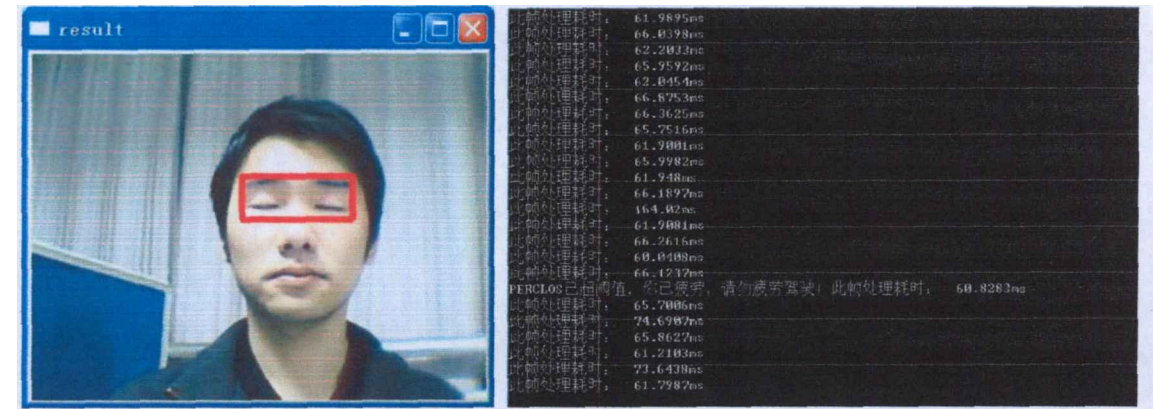 result
此帧处理耗时： 61.9895ms
此帧处理耗时： 66.0398ms
此帧处理耗时： 62.2033ms
此帧处理耗时： 65.9592ms
此帧处理耗时： 62.0454ms
此帧处理耗时： 66.8753ms
此帧处理耗时： 66.3625ms
此帧处理耗时： 65.7516ms
此帧处理耗时： 61.9001ms
此帧处理耗时： 65.9982ms
此帧处理耗时： 61.948ms
此帧处理耗时： 66.1897ms
此帧处理耗时： 164.02ms
此帧处理耗时： 61.9081ms
此帧处理耗时： 66.2616ms
此帧处理耗时： 60.0408ms
此帧处理耗时： 66.1237ms
PERCLOS已超阈值，你已疲劳，请勿疲劳驾驶！此帧处理耗时： 60.8283ms
此帧处理耗时： 65.7006ms
此帧处理耗时： 74.6907ms
此帧处理耗时： 65.8627ms
此帧处理耗时： 61.2103ms
此帧处理耗时： 73.6438ms
此帧处理耗时： 61.7987ms